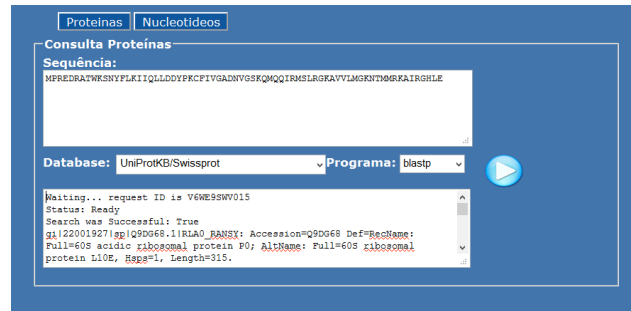 Proteinas Nucleotideos
Consulta Proteínas
Sequência:
MPREDRATWKSNYFLKIIQLLDDYPKCFIVGADNVGSKQMQQIRMSLRGKAVVLMGKNTMMRKAIRGHLE
Database: UniProtKB/Swissprot Programa: blastp
Waiting... request ID is V6WE9SWV015
Status: Ready
Search was Successful: True
gi|22001927|sp|Q9DG68.1|RLA0_RANSY: Accession=Q9DG68 Def=RecName:
Full=60S acidic ribosomal protein P0; AltName: Full=60S ribosomal
protein L10E, Hsps=1, Length=315.